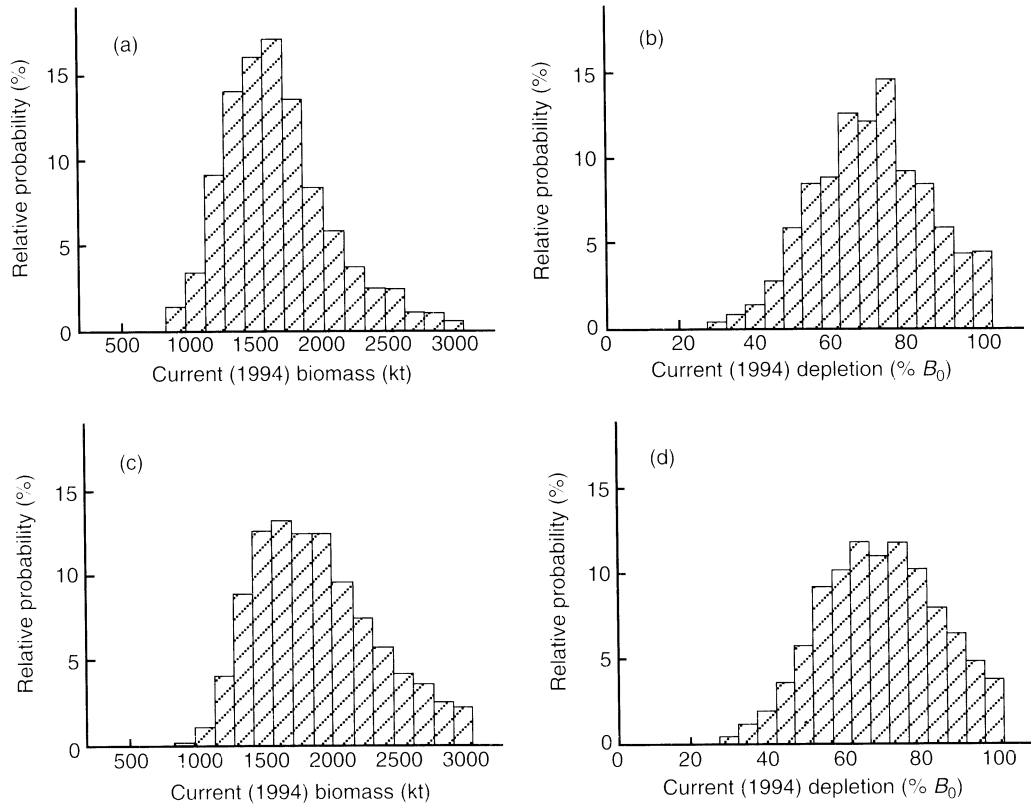 (a)
Relative probability (%)
15
10
5
0
500 1000 1500 2000 2500 3000
Current (1994) biomass (kt)
(b)
Relative probability (%)
15
10
5
0
0 20 40 60 80 100
Current (1994) depletion (% B₀)
(c)
Relative probability (%)
15
10
5
0
500 1000 1500 2000 2500 3000
Current (1994) biomass (kt)
(d)
Relative probability (%)
15
10
5
0
0 20 40 60 80 100
Current (1994) depletion (% B₀)